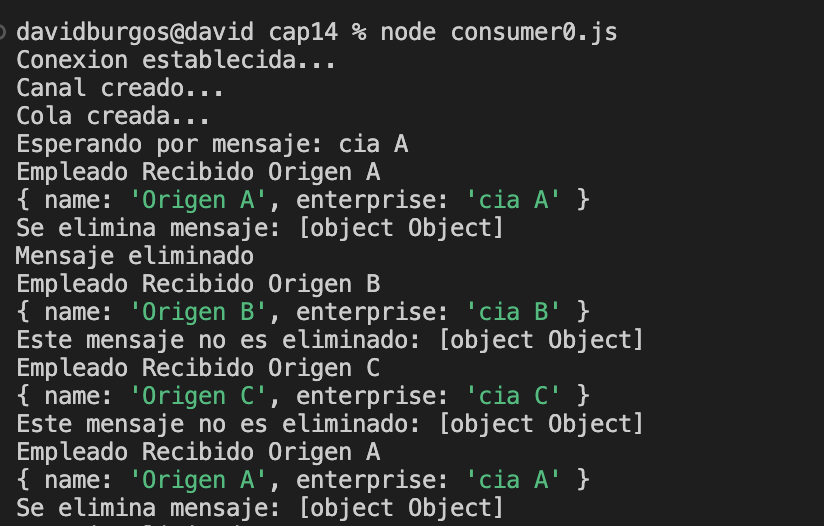 davidburgos@david cap14 % node consumer0.js
Conexion establecida...
Canal creado...
Cola creada...
Esperando por mensaje: cia A
Empleado Recibido Origen A
{ name: 'Origen A', enterprise: 'cia A' }
Se elimina mensaje: [object Object]
Mensaje eliminado
Empleado Recibido Origen B
{ name: 'Origen B', enterprise: 'cia B' }
Este mensaje no es eliminado: [object Object]
Empleado Recibido Origen C
{ name: 'Origen C', enterprise: 'cia C' }
Este mensaje no es eliminado: [object Object]
Empleado Recibido Origen A
{ name: 'Origen A', enterprise: 'cia A' }
Se elimina mensaje: [object Object]